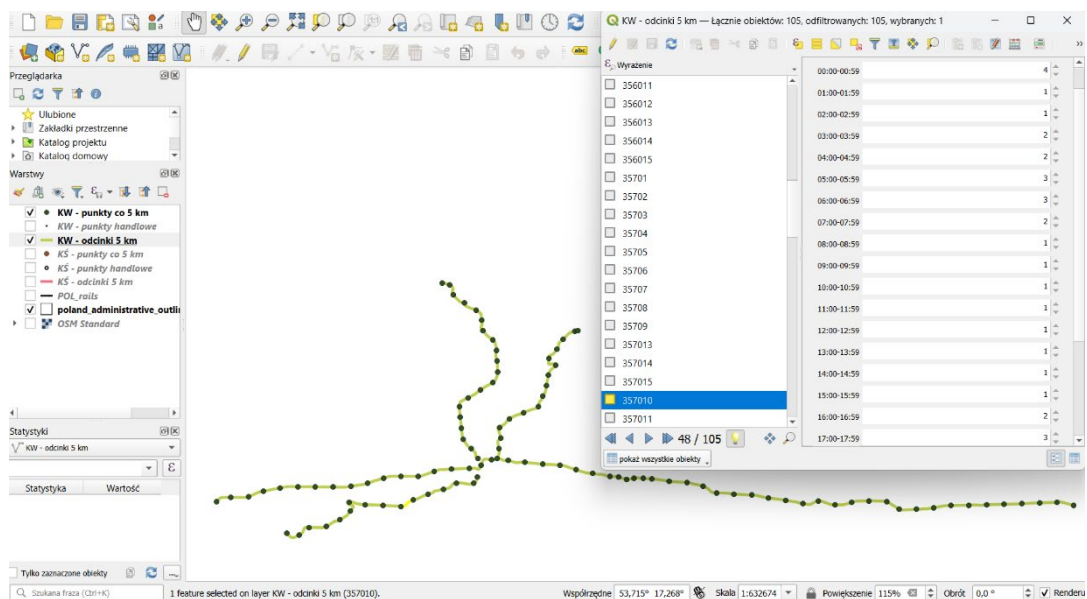 KW - odcinki 5 km — Łącznie obiektów: 105, odfiltrowanych: 105, wybranych: 1
abc
Przeglądarka
Ulubione
Zakładki przestrzenne
Katalog projektu
Katalog domowy
Warstwy
KW - punkty co 5 km
KW - punkty handlowe
KW - odcinki 5 km
KŚ - punkty co 5 km
KŚ - punkty handlowe
KŚ - odcinki 5 km
POL_rails
poland_administrative_outli
OSM Standard
Statystyki
KW - odcinki 5 km
Statystyka Wartość
Tylko zaznaczone obiekty
Wyrażenie
356011
356012
356013
356014
356015
35701
35702
35703
35704
35705
35706
35707
35708
35709
357013
357014
357015
357010
357011
48 / 105
pokaż wszystkie obiekty
00:00-00:59 4
01:00-01:59 1
02:00-02:59 1
03:00-03:59 2
04:00-04:59 2
05:00-05:59 3
06:00-06:59 3
07:00-07:59 2
08:00-08:59 1
09:00-09:59 1
10:00-10:59 1
11:00-11:59 1
12:00-12:59 1
13:00-13:59 1
14:00-14:59 1
15:00-15:59 1
16:00-16:59 2
17:00-17:59 3
Szukana fraza (Ctrl+K)
1 feature selected on layer KW - odcinki 5 km (357010).
Współrzędne 53,715° 17,268° Skala 1:632674 Powiększenie 115% Obrót 0,0 ° Renderu